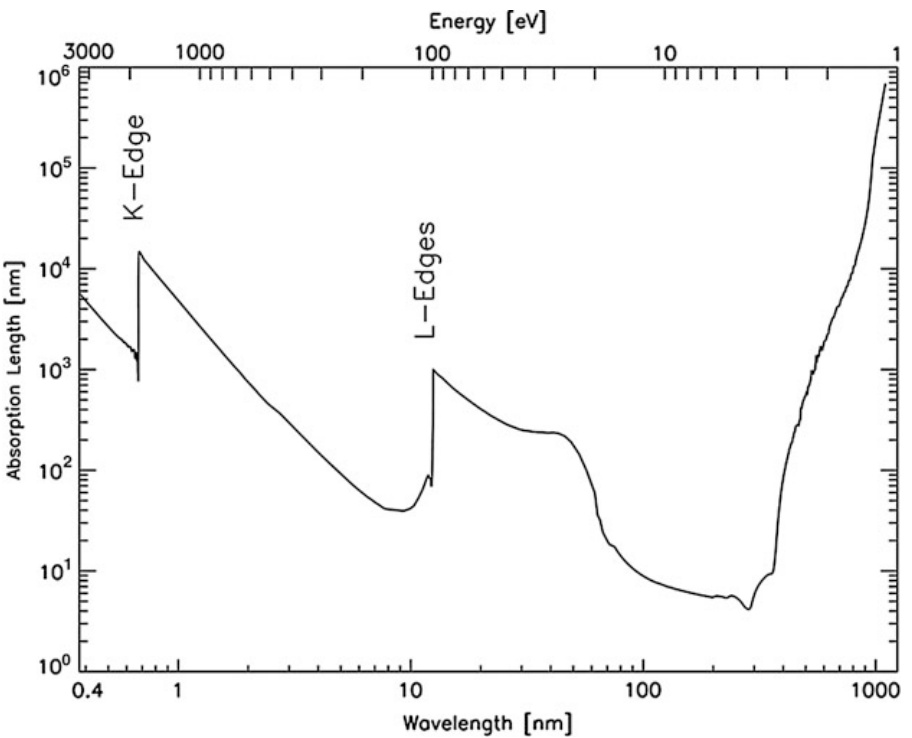 Energy [eV]
3000 1000 100 10 1
10⁶
10⁵
10⁴
10³
10²
10¹
10⁰
K-Edge
L-Edges
Absorption Length [nm]
0.4 1 10 100 1000
Wavelength [nm]